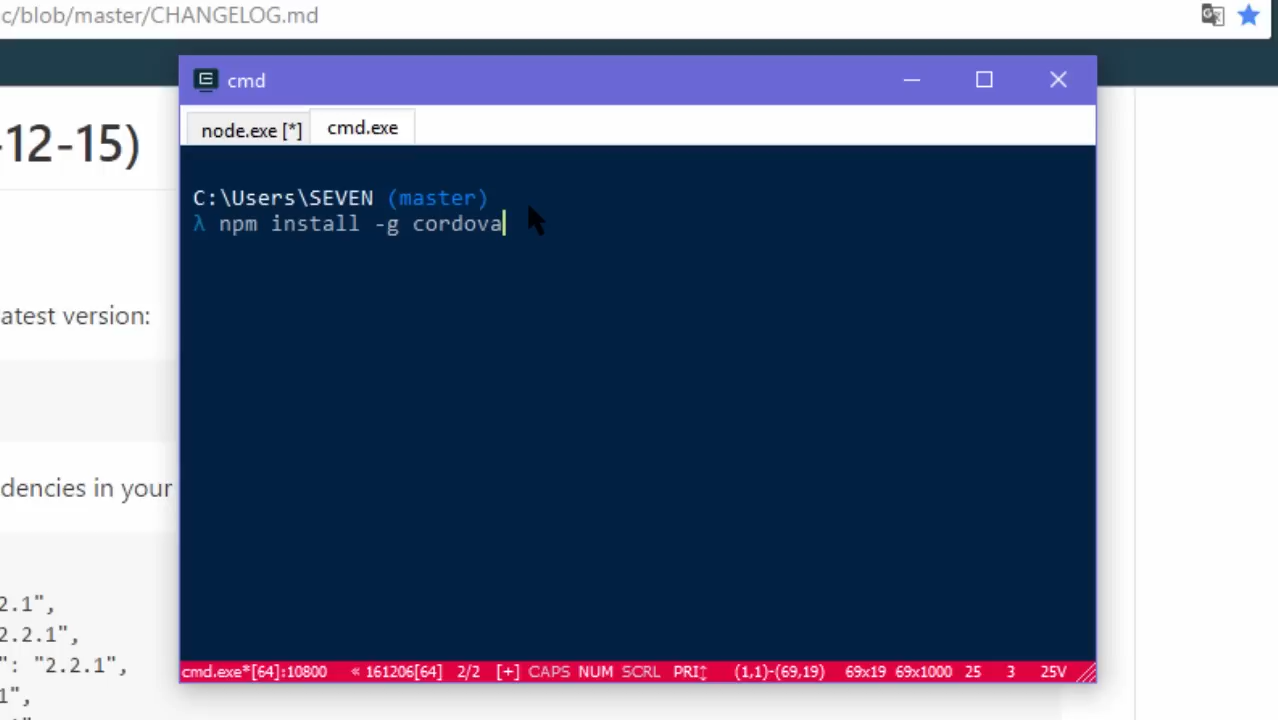 c/blob/master/CHANGELOG.md
cmd
node.exe [*] cmd.exe
-12-15)
C:\Users\SEVEN (master)
λ npm install -g cordova
atest version:
dencies in your
2.1",
2.2.1",
": "2.2.1",
1",
cmd.exe*[64]:10800 « 161206[64] 2/2 [+] CAPS NUM SCRL PRI↕ (1,1)-(69,19) 69x19 69x1000 25 3 25V